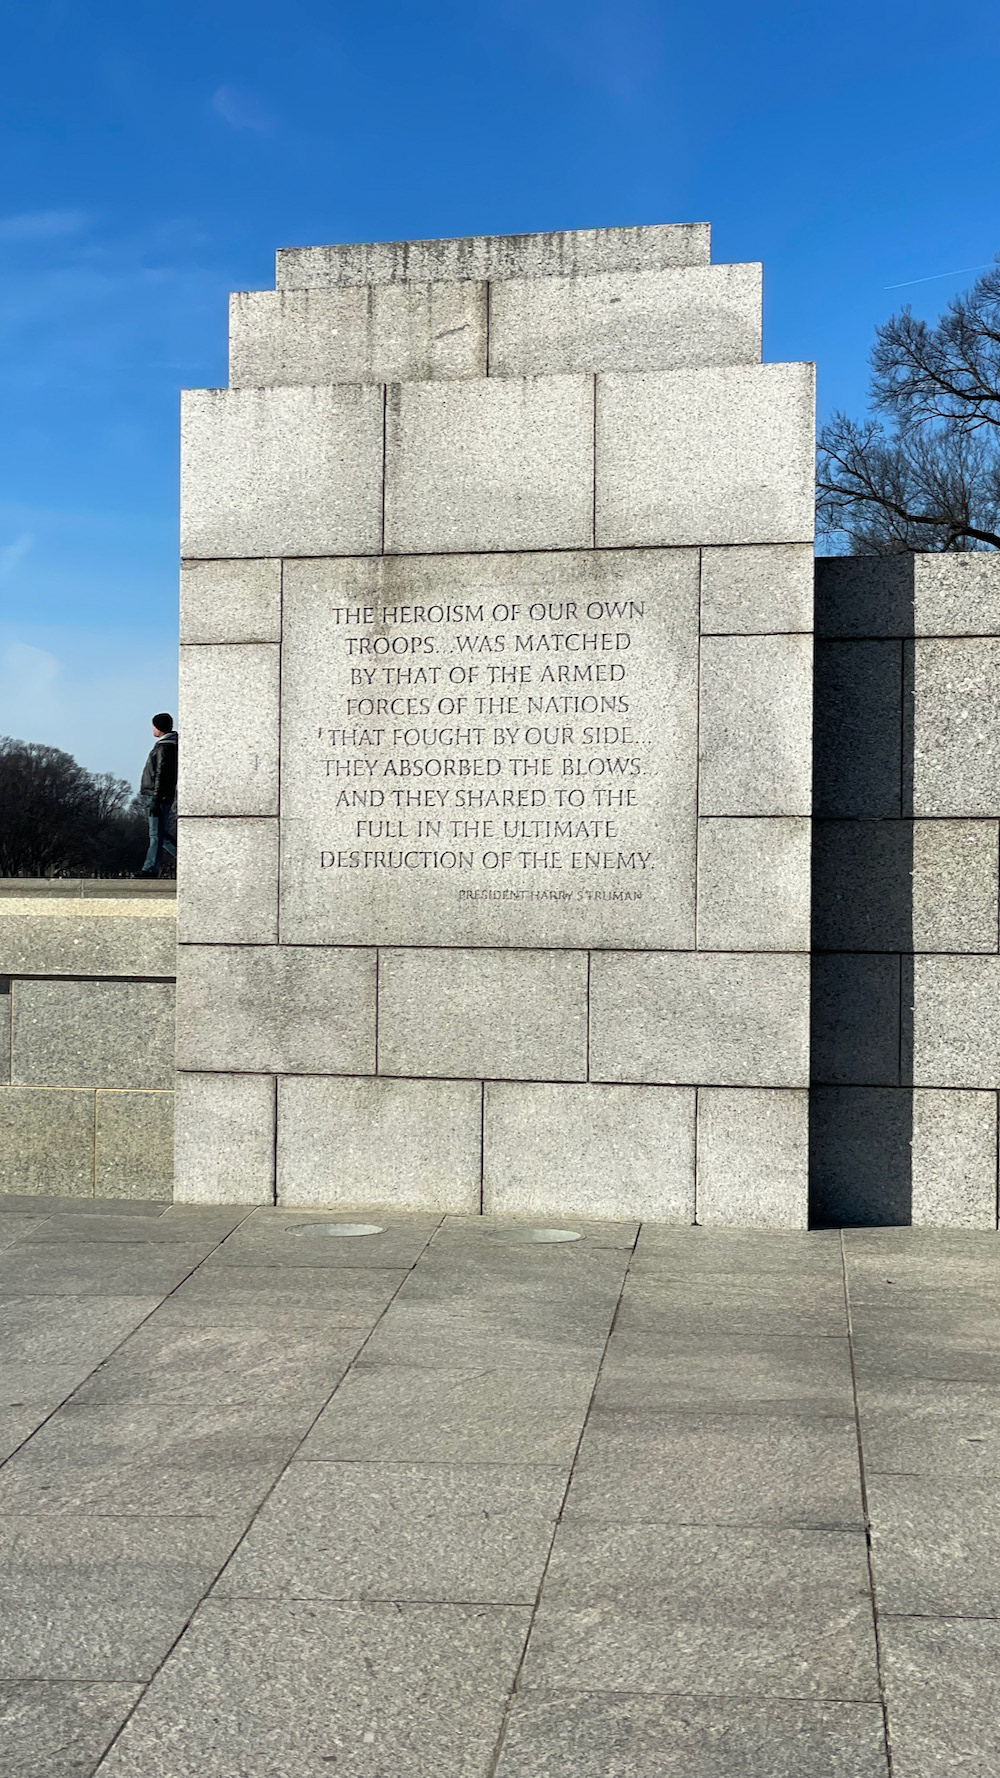 THE HEROISM OF OUR OWN
TROOPS...WAS MATCHED
BY THAT OF THE ARMED
FORCES OF THE NATIONS
THAT FOUGHT BY OUR SIDE...
THEY ABSORBED THE BLOWS...
AND THEY SHARED TO THE
FULL IN THE ULTIMATE
DESTRUCTION OF THE ENEMY.
PRESIDENT HARRY S TRUMAN